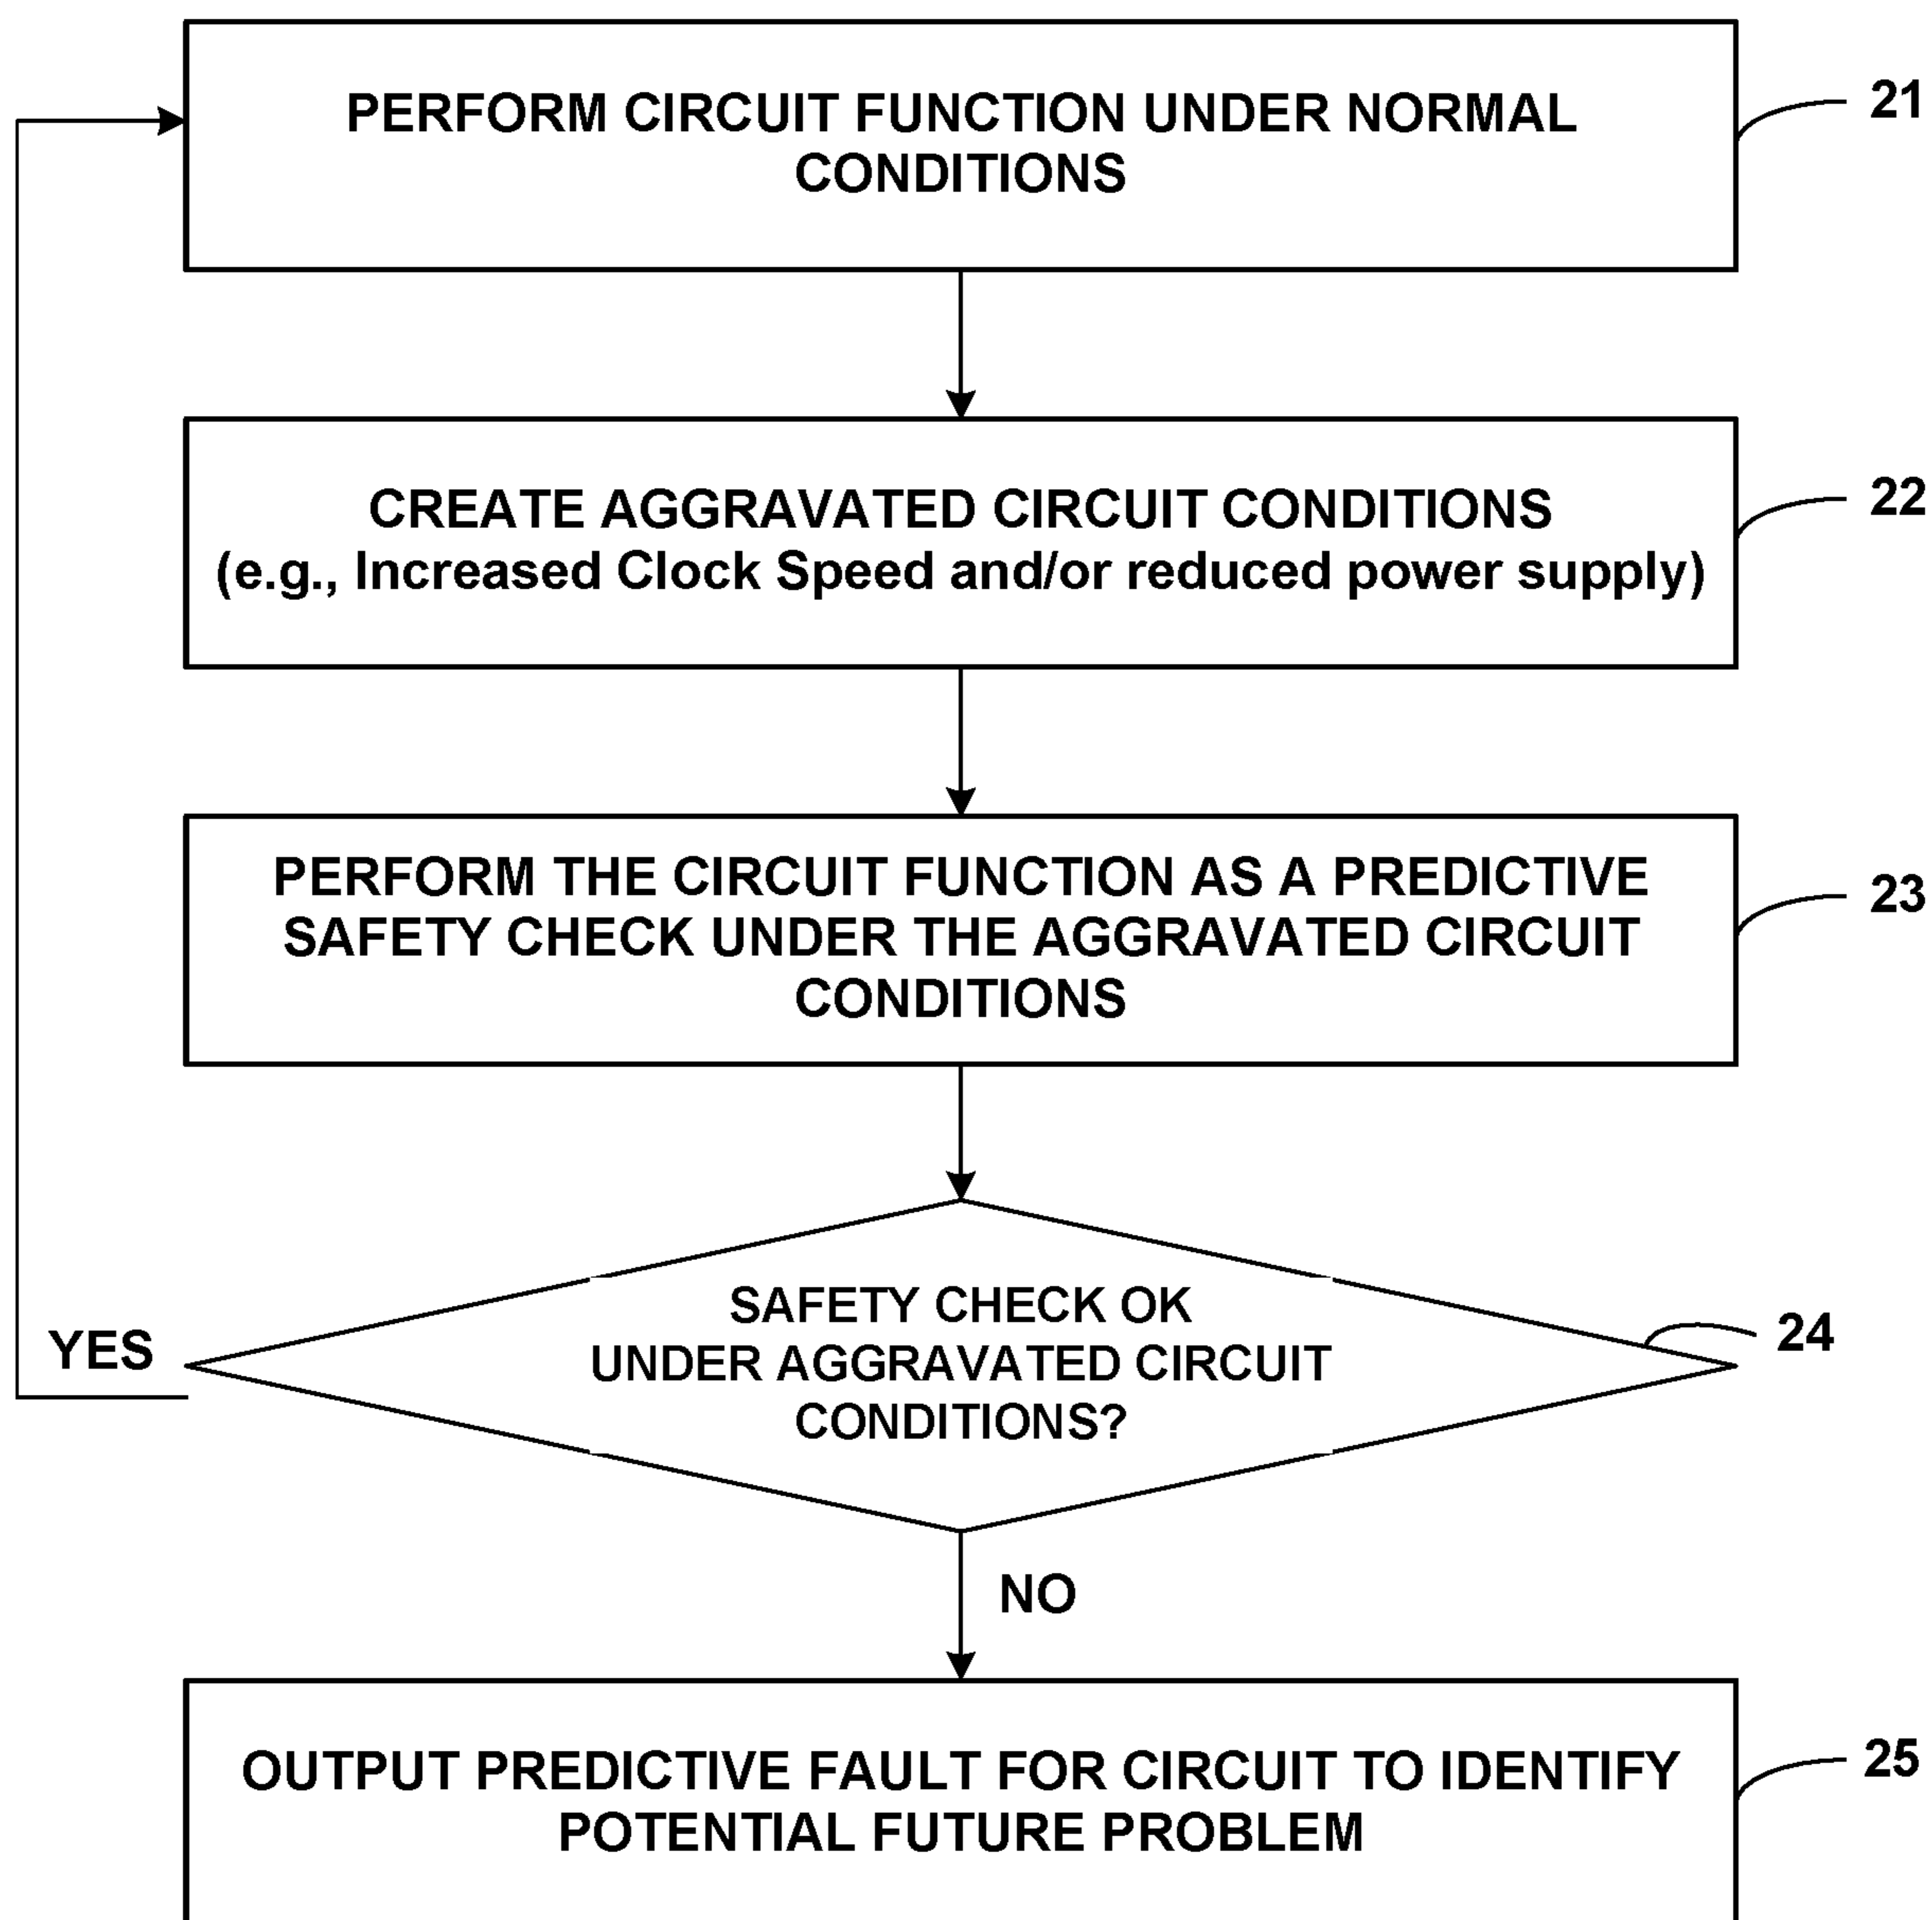 PERFORM CIRCUIT FUNCTION UNDER NORMAL
CONDITIONS
21
CREATE AGGRAVATED CIRCUIT CONDITIONS
(e.g., Increased Clock Speed and/or reduced power supply)
22
PERFORM THE CIRCUIT FUNCTION AS A PREDICTIVE
SAFETY CHECK UNDER THE AGGRAVATED CIRCUIT
CONDITIONS
23
SAFETY CHECK OK
UNDER AGGRAVATED CIRCUIT
CONDITIONS?
24
YES
NO
OUTPUT PREDICTIVE FAULT FOR CIRCUIT TO IDENTIFY
POTENTIAL FUTURE PROBLEM
25